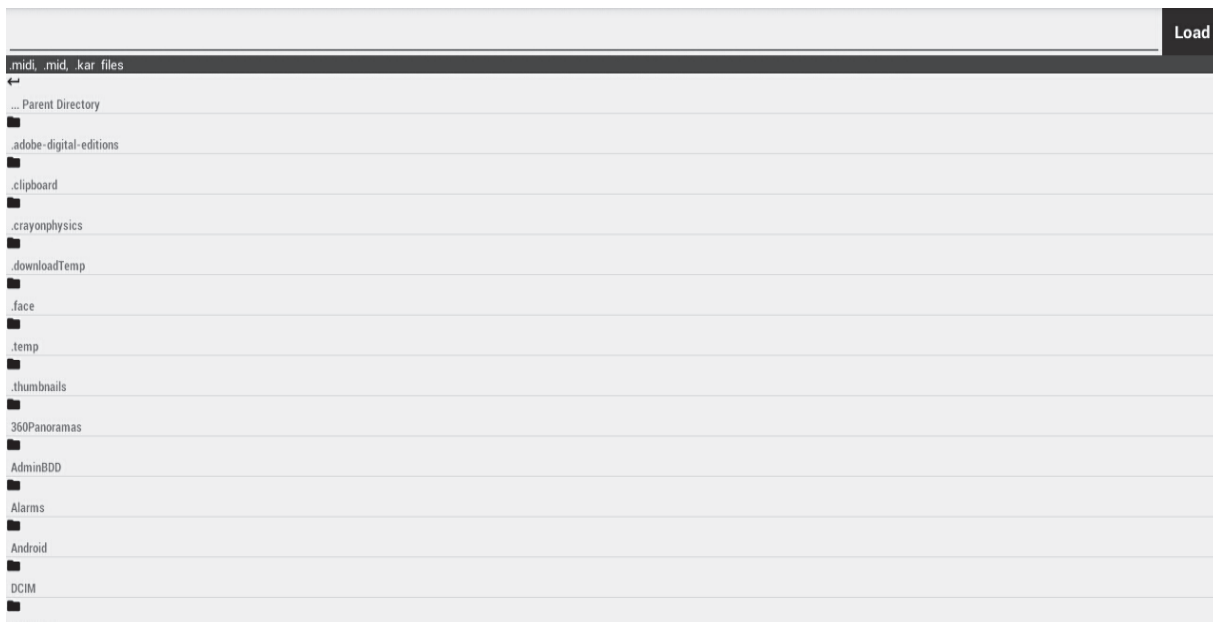 Load
.midi, .mid, .kar files
... Parent Directory
.adobe-digital-editions
.clipboard
.crayonphysics
.downloadTemp
.face
.temp
.thumbnails
360Panoramas
AdminBDD
Alarms
Android
DCIM